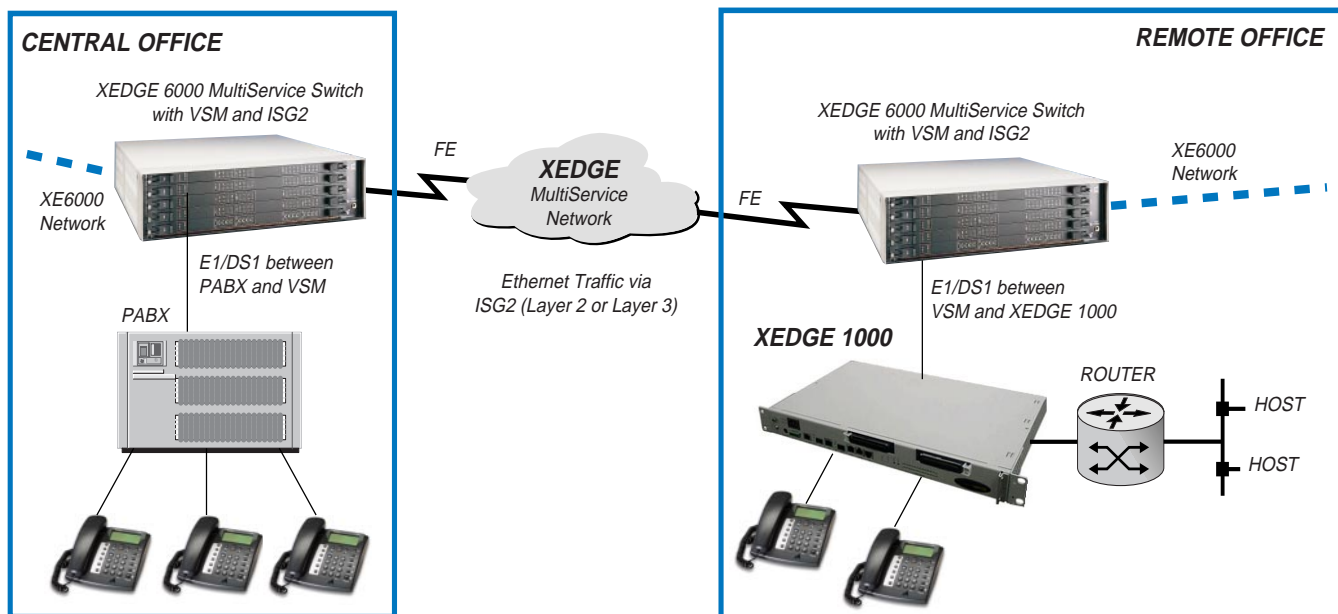 CENTRAL OFFICE
XEDGE 6000 MultiService Switch
with VSM and ISG2
XE6000
Network
E1/DS1 between
PABX and VSM
PABX
FE
XEDGE
MultiService
Network
Ethernet Traffic via
ISG2 (Layer 2 or Layer 3)
FE
REMOTE OFFICE
XEDGE 6000 MultiService Switch
with VSM and ISG2
XE6000
Network
E1/DS1 between
VSM and XEDGE 1000
XEDGE 1000
ROUTER
HOST
HOST